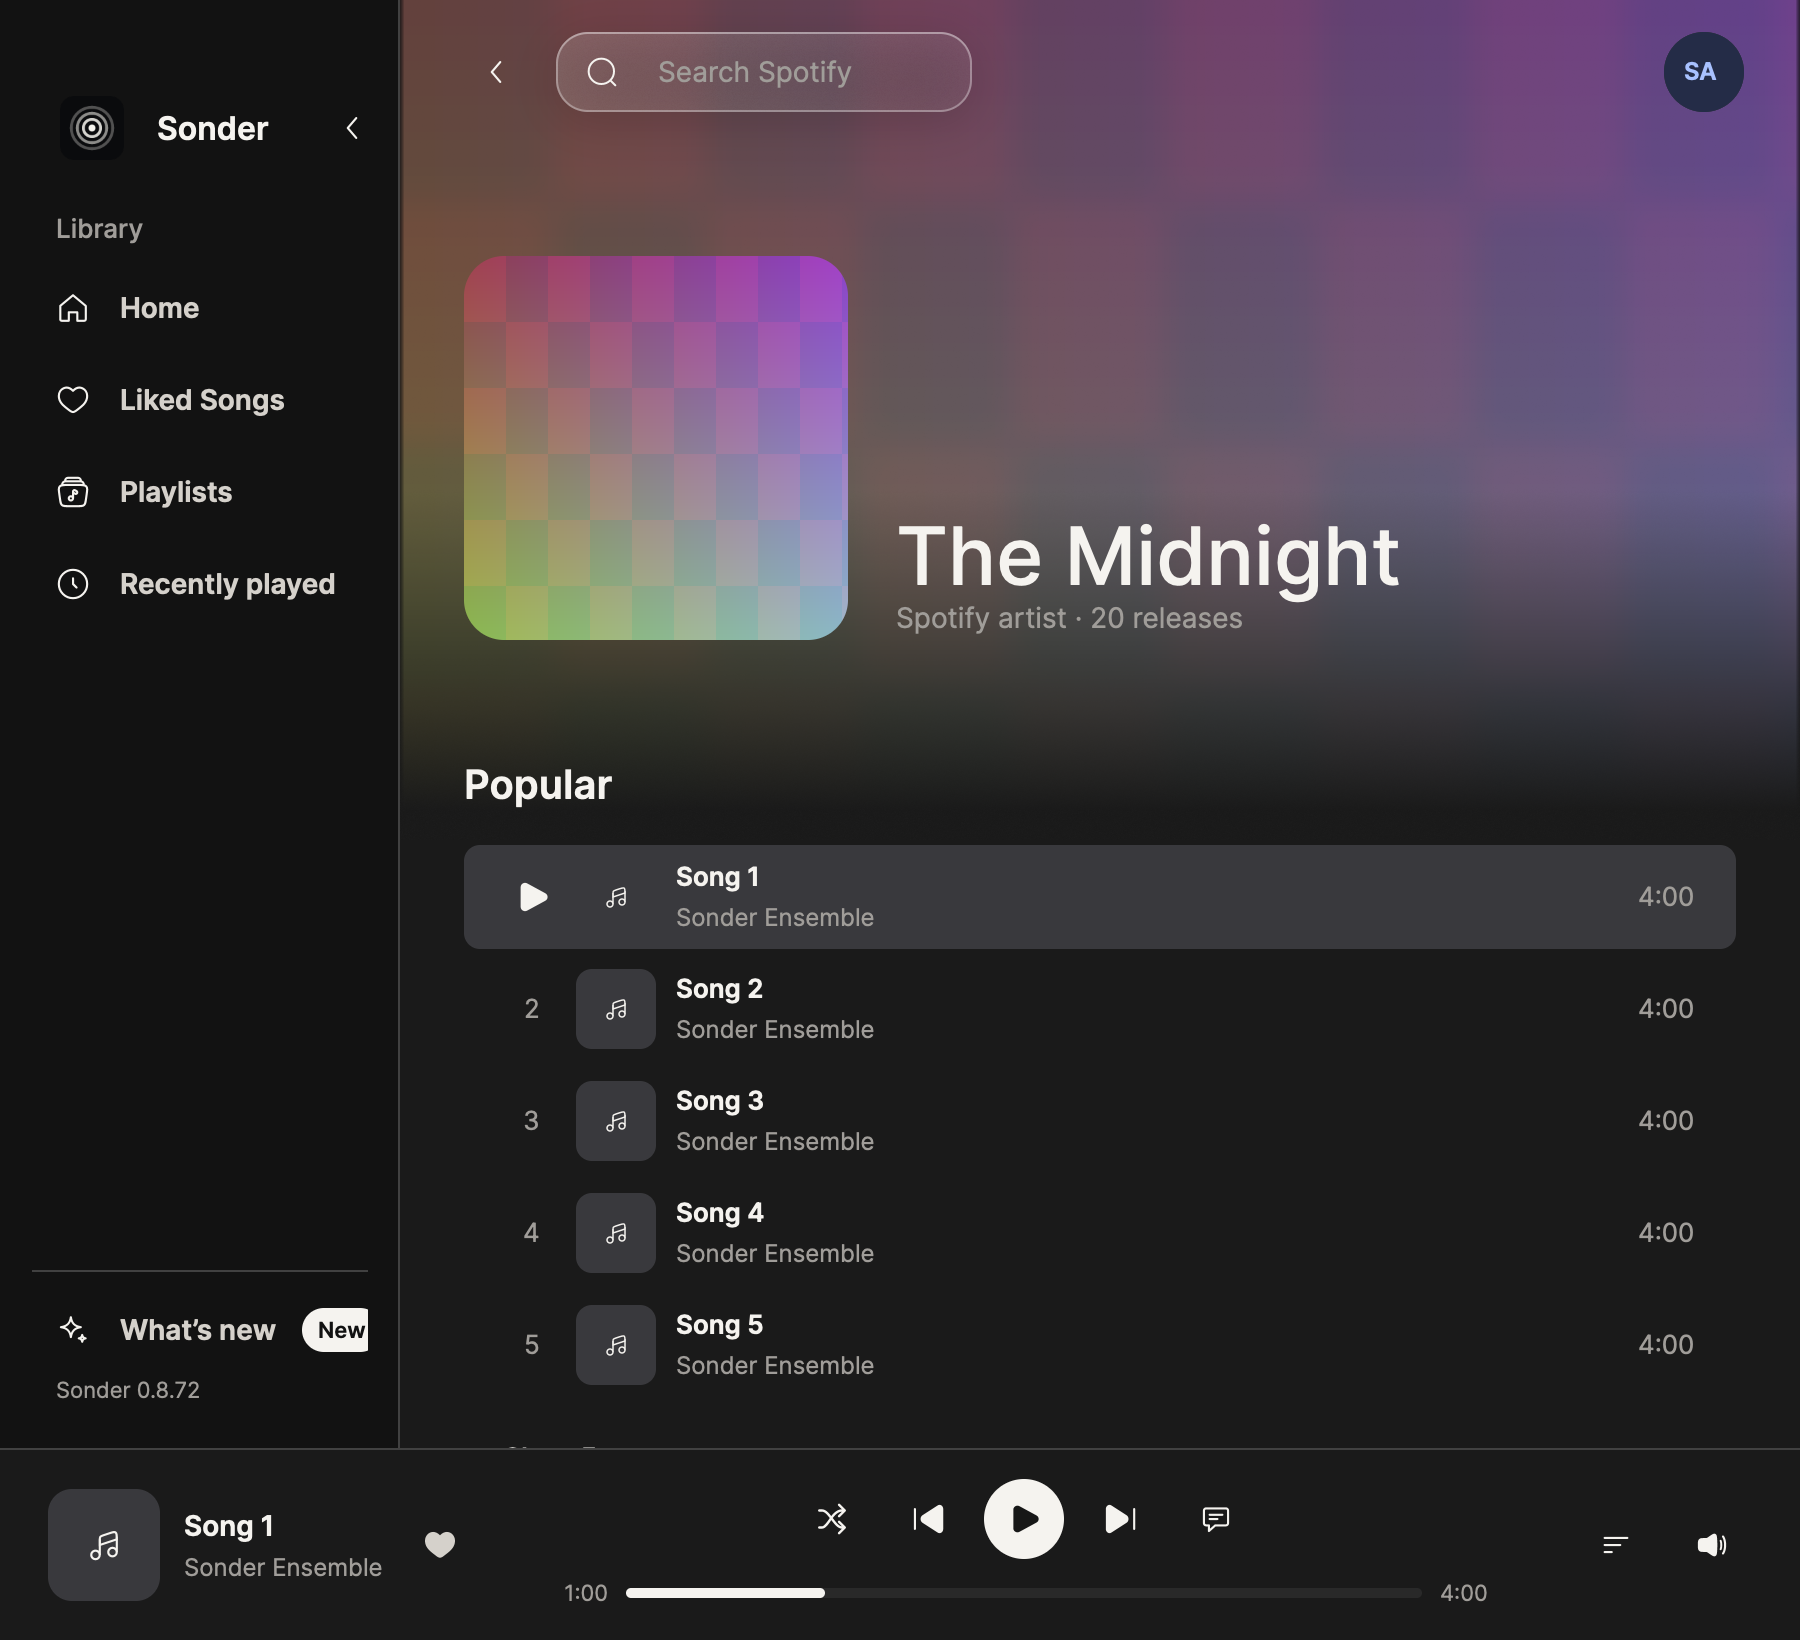 Sonder
Library
Home
Liked Songs
Playlists
Recently played
What’s new
New
Sonder 0.8.72
Search Spotify
SA
The Midnight
Spotify artist · 20 releases
Popular
Song 1
Sonder Ensemble
4:00
2
Song 2
Sonder Ensemble
4:00
3
Song 3
Sonder Ensemble
4:00
4
Song 4
Sonder Ensemble
4:00
5
Song 5
Sonder Ensemble
4:00
Song 1
Sonder Ensemble
1:00
4:00